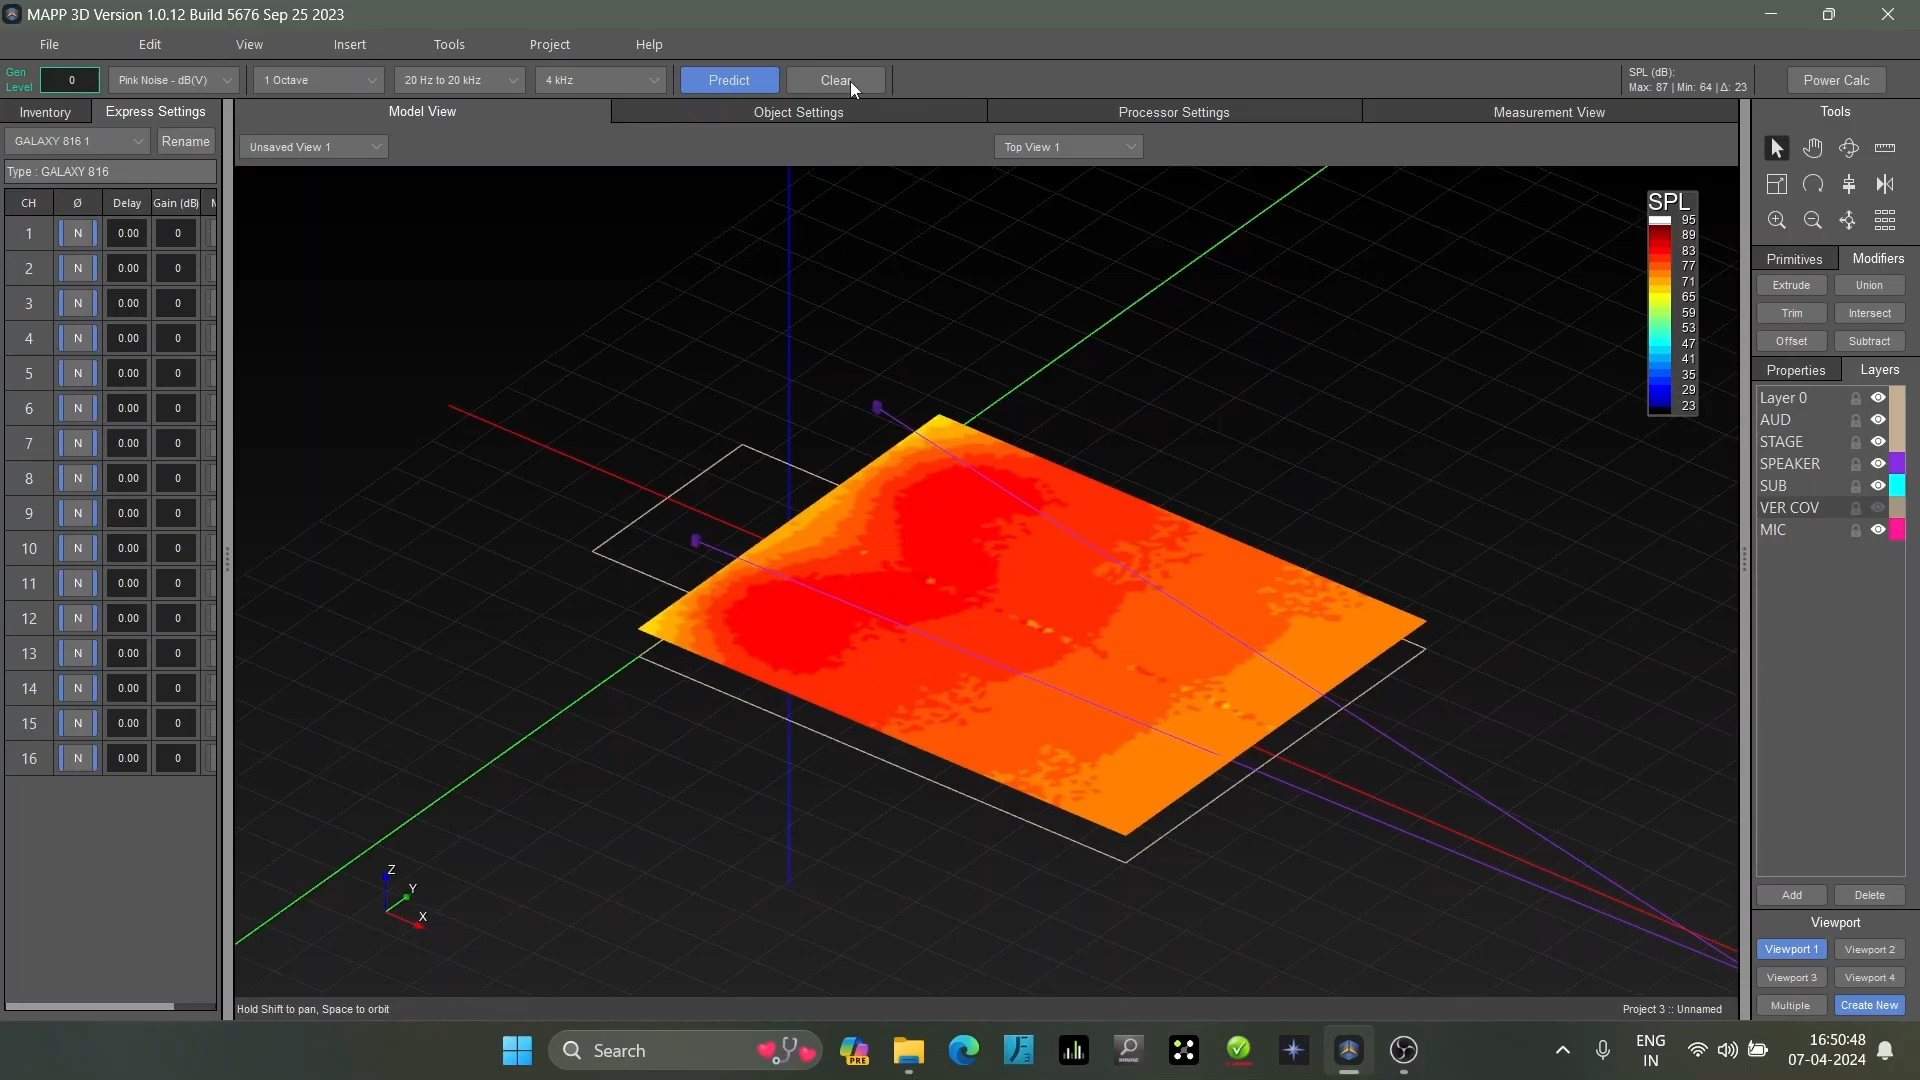 MAPP 3D Version 1.0.12 Build 5676 Sep 25 2023
File Edit View Insert Tools Project Help
Gen Level 0 Pink Noise - dB(V) 1 Octave 20 Hz to 20 kHz 4 kHz Predict Clear
SPL (dB):
Max: 87 | Min: 64 | Δ: 23
Power Calc
Inventory Express Settings Model View Object Settings Processor Settings Measurement View Tools
GALAXY 816 1 Rename Unsaved View 1 Top View 1
Type : GALAXY 816
CH Ø Delay Gain (dB)
1 N 0.00 0
2 N 0.00 0
3 N 0.00 0
4 N 0.00 0
5 N 0.00 0
6 N 0.00 0
7 N 0.00 0
8 N 0.00 0
9 N 0.00 0
10 N 0.00 0
11 N 0.00 0
12 N 0.00 0
13 N 0.00 0
14 N 0.00 0
15 N 0.00 0
16 N 0.00 0
SPL
95
89
83
77
71
65
59
53
47
41
35
29
23
Z
Y
X
Hold Shift to pan, Space to orbit
Project 3 :: Unnamed
Primitives Modifiers
Extrude Union
Trim Intersect
Offset Subtract
Properties Layers
Layer 0
AUD
STAGE
SPEAKER
SUB
VER COV
MIC
Add Delete
Viewport
Viewport 1 Viewport 2
Viewport 3 Viewport 4
Multiple Create New
Search
PRE
ENG
IN
16:50:48
07-04-2024